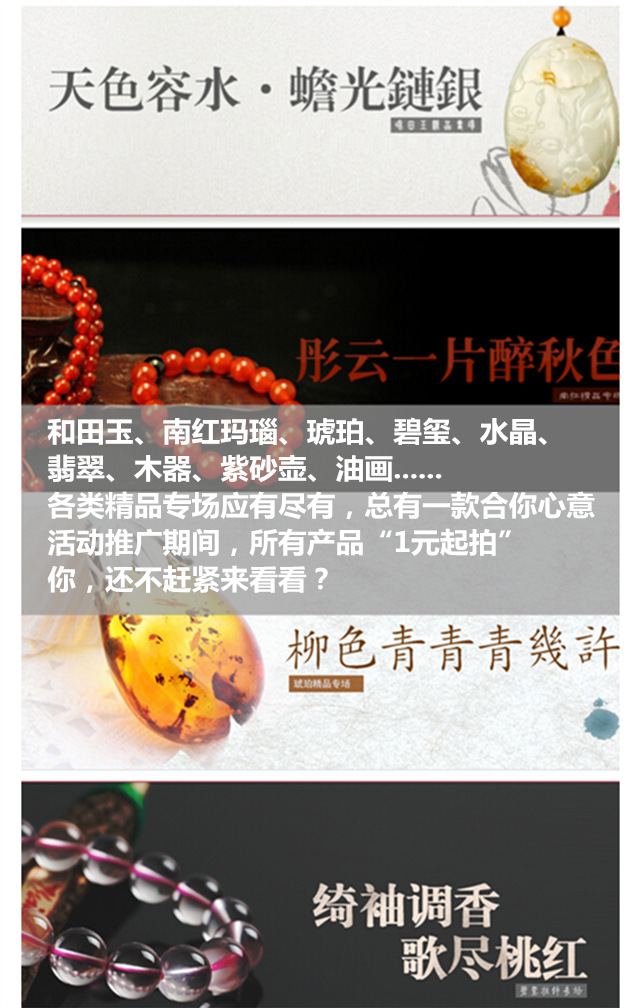 天色容水·蟾光鏈銀
和田玉精品专场
彤云一片醉秋色
南红精品专场
和田玉、南红玛瑙、琥珀、碧玺、水晶、
翡翠、木器、紫砂壶、油画......
各类精品专场应有尽有，总有一款合你心意
活动推广期间，所有产品“1元起拍”
你，还不赶紧来看看？
柳色青青青幾許
琥珀精品专场
绮袖调香
歌尽桃红